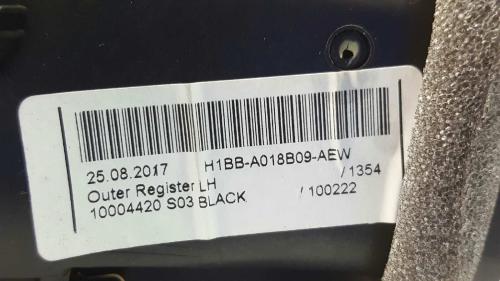 25.08.2017 H1BB-A018B09-AEW
Outer Register LH / 1354
10004420 S03 BLACK / 100222